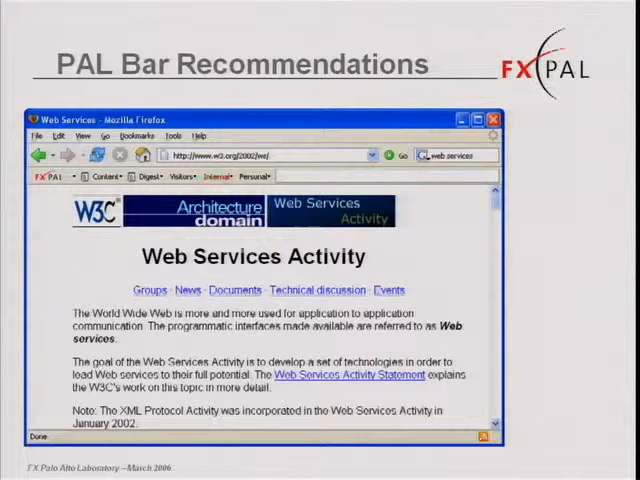 PAL Bar Recommendations
FXPAL
Web Services - Mozilla Firefox
File Edit View Go Bookmarks Tools Help
http://www.w3.org/2002/ws/ Go web services
FXPAL Content Digest Visitors Internal Personal
W3C® Architecture domain Web Services Activity
Web Services Activity
Groups · News · Documents · Technical discussion · Events
The World Wide Web is more and more used for application to application
communication. The programmatic interfaces made available are referred to as Web
services.
The goal of the Web Services Activity is to develop a set of technologies in order to
lead Web services to their full potential. The Web Services Activity Statement explains
the W3C's work on this topic in more detail.
Note: The XML Protocol Activity was incorporated in the Web Services Activity in
January 2002.
Done
FX Palo Alto Laboratory – March 2006